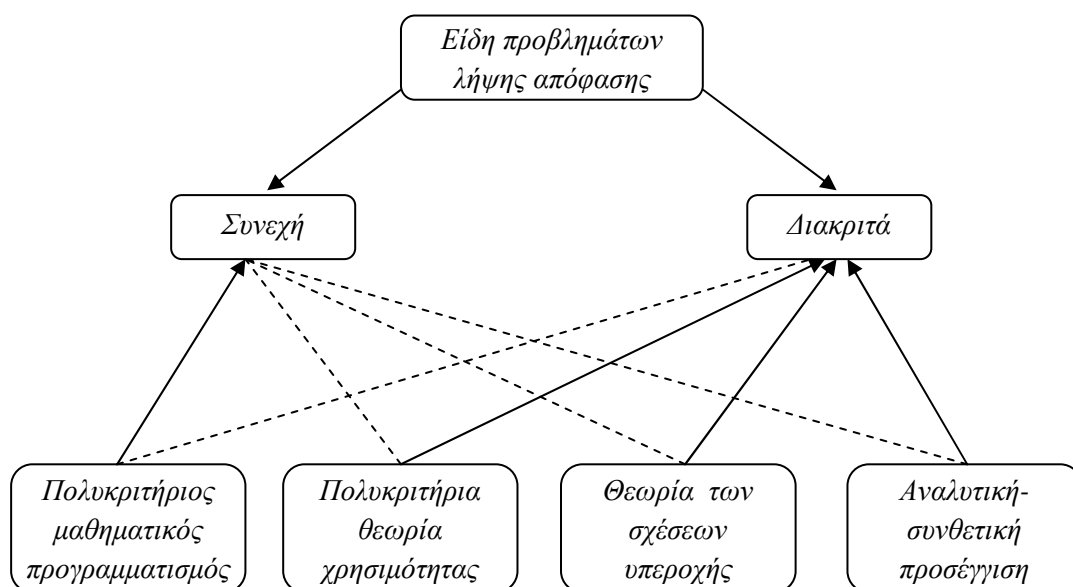 Είδη προβλημάτων
λήψης απόφασης
Συνεχή
Διακριτά
Πολυκριτήριος
μαθηματικός
προγραμματισμός
Πολυκριτήρια
θεωρία
χρησιμότητας
Θεωρία των
σχέσεων
υπεροχής
Αναλυτική-
συνθετική
προσέγγιση